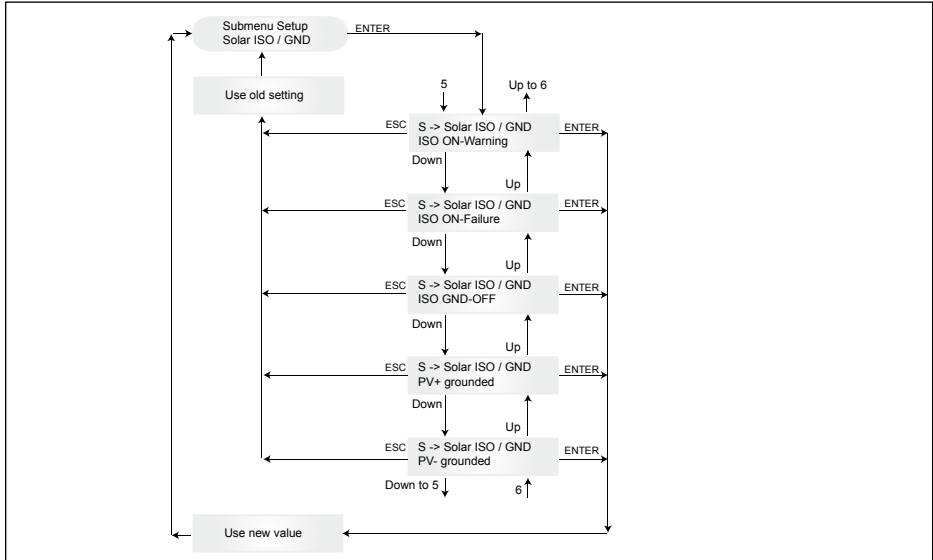 Submenu Setup
Solar ISO / GND
ENTER
Use old setting
5
Up to 6
ESC
S -> Solar ISO / GND
ISO ON-Warning
ENTER
Down
Up
ESC
S -> Solar ISO / GND
ISO ON-Failure
ENTER
Down
Up
ESC
S -> Solar ISO / GND
ISO GND-OFF
ENTER
Down
Up
ESC
S -> Solar ISO / GND
PV+ grounded
ENTER
Down
Up
ESC
S -> Solar ISO / GND
PV- grounded
ENTER
Down to 5
6
Use new value